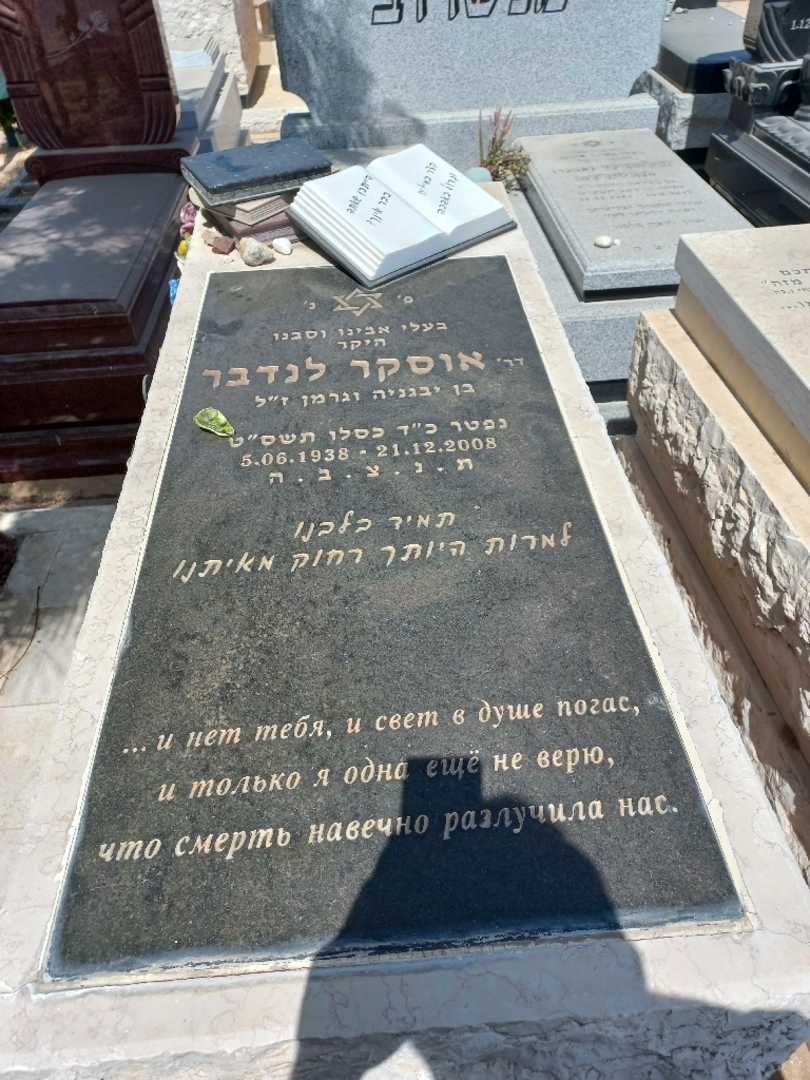 פ׳ נ׳
בעלי אבינו וסבנו
היקר
דר׳ אוסקר לנדבר
בן יבגניה וגרמן ז״ל
נפטר כ״ד כסלו תשס״ט
5.06.1938 - 21.12.2008
ת . נ . צ . ב . ה
תמיד בלבנו
למרות היותך רחוק מאיתנו
... и нет тебя, и свет в душе погас,
и только я одна ещё не верю,
что смерть навечно разлучила нас.